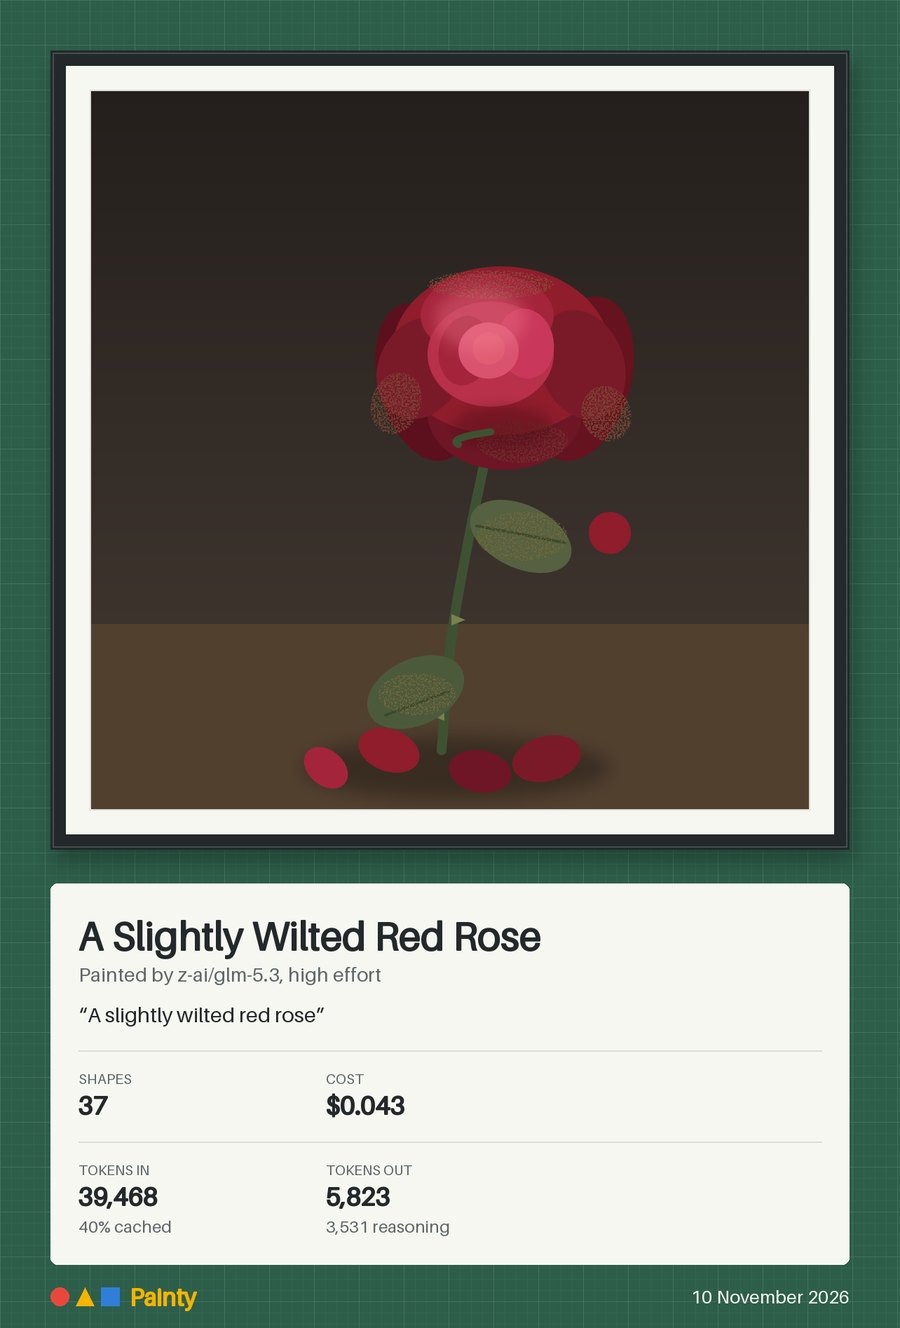 A Slightly Wilted Red Rose
Painted by z-ai/glm-5.3, high effort
“A slightly wilted red rose”
SHAPES
37
COST
$0.043
TOKENS IN
39,468
40% cached
TOKENS OUT
5,823
3,531 reasoning
Painty
10 November 2026